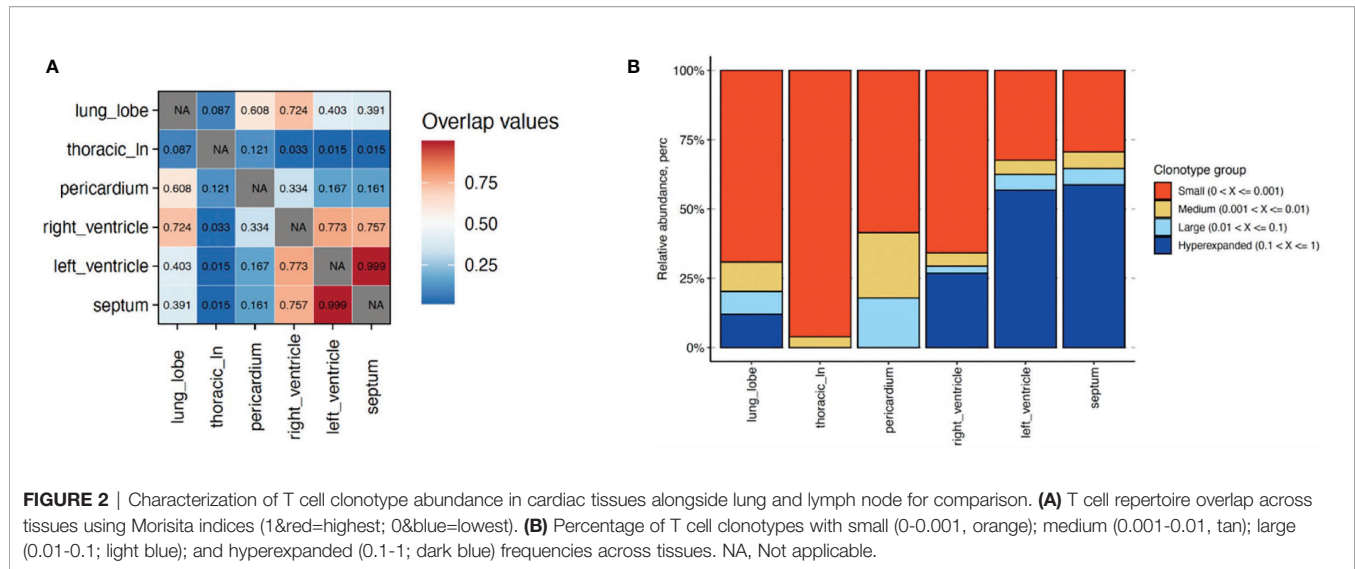 A
lung_lobe NA 0.087 0.608 0.724 0.403 0.391
thoracic_ln 0.087 NA 0.121 0.033 0.015 0.015
pericardium 0.608 0.121 NA 0.334 0.167 0.161
right_ventricle 0.724 0.033 0.334 NA 0.773 0.757
left_ventricle 0.403 0.015 0.167 0.773 NA 0.999
septum 0.391 0.015 0.161 0.757 0.999 NA
lung_lobe
thoracic_ln
pericardium
right_ventricle
left_ventricle
septum
Overlap values
0.75
0.50
0.25
B
Relative abundance, perc
100%
75%
50%
25%
0%
lung_lobe
thoracic_ln
pericardium
right_ventricle
left_ventricle
septum
Clonotype group
Small (0 < X <= 0.001)
Medium (0.001 < X <= 0.01)
Large (0.01 < X <= 0.1)
Hyperexpanded (0.1 < X <= 1)
FIGURE 2 | Characterization of T cell clonotype abundance in cardiac tissues alongside lung and lymph node for comparison. (A) T cell repertoire overlap across
tissues using Morisita indices (1&red=highest; 0&blue=lowest). (B) Percentage of T cell clonotypes with small (0-0.001, orange); medium (0.001-0.01, tan); large
(0.01-0.1; light blue); and hyperexpanded (0.1-1; dark blue) frequencies across tissues. NA, Not applicable.